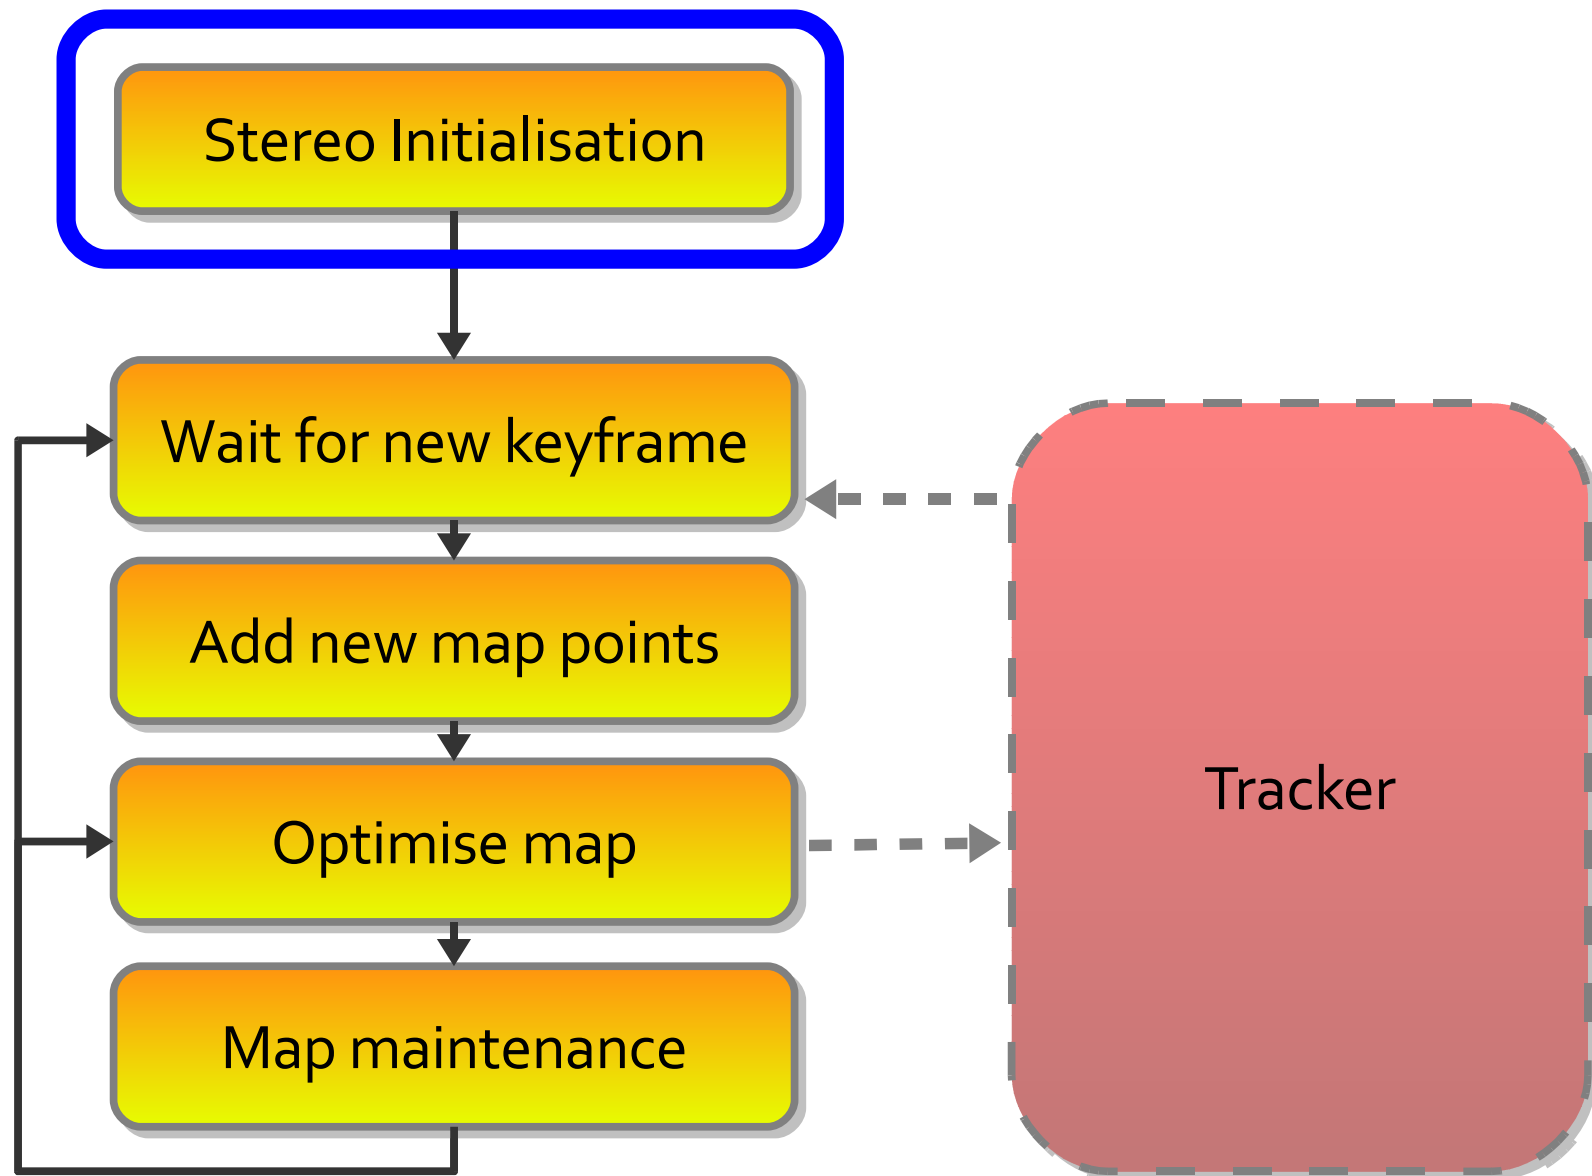 Stereo Initialisation
Wait for new keyframe
Add new map points
Optimise map
Map maintenance
Tracker